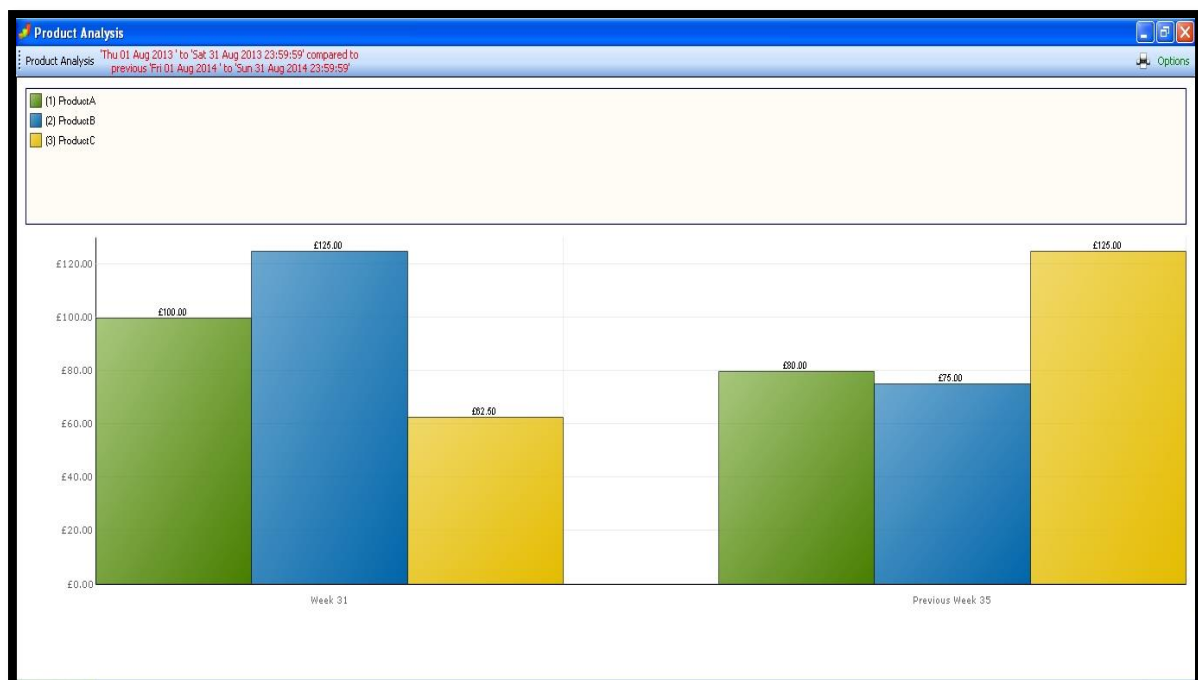 Product Analysis
Product Analysis
'Thu 01 Aug 2013 ' to 'Sat 31 Aug 2013 23:59:59' compared to
previous 'Fri 01 Aug 2014 ' to 'Sun 31 Aug 2014 23:59:59'
Options
(1) ProductA
(2) ProductB
(3) ProductC
£120.00
£100.00
£80.00
£60.00
£40.00
£20.00
£0.00
£100.00
£125.00
£62.50
£80.00
£75.00
£125.00
Week 31
Previous Week 35